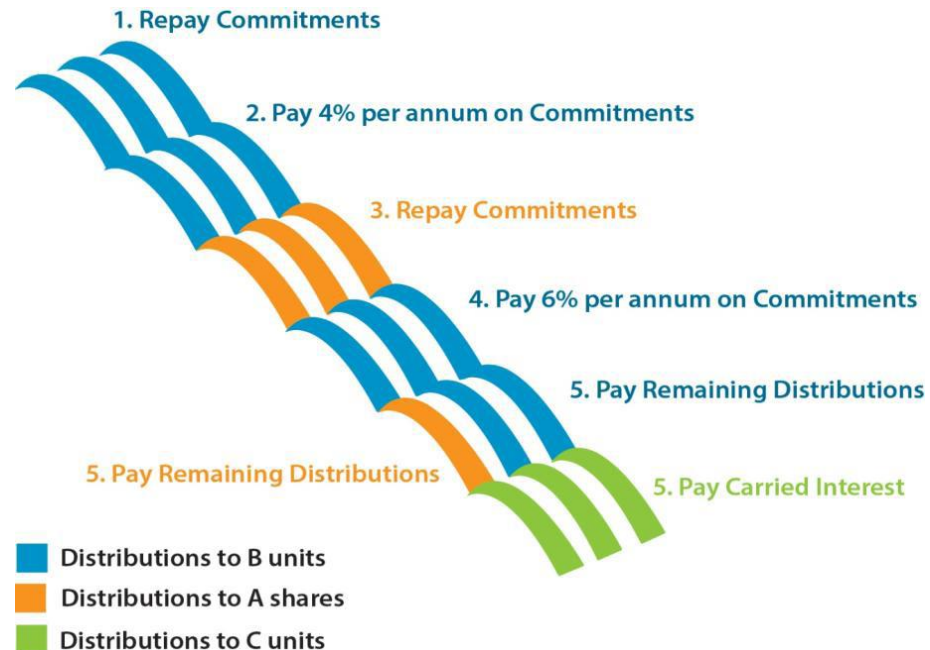 1. Repay Commitments
2. Pay 4% per annum on Commitments
3. Repay Commitments
4. Pay 6% per annum on Commitments
5. Pay Remaining Distributions
5. Pay Remaining Distributions
5. Pay Carried Interest
Distributions to B units
Distributions to A shares
Distributions to C units